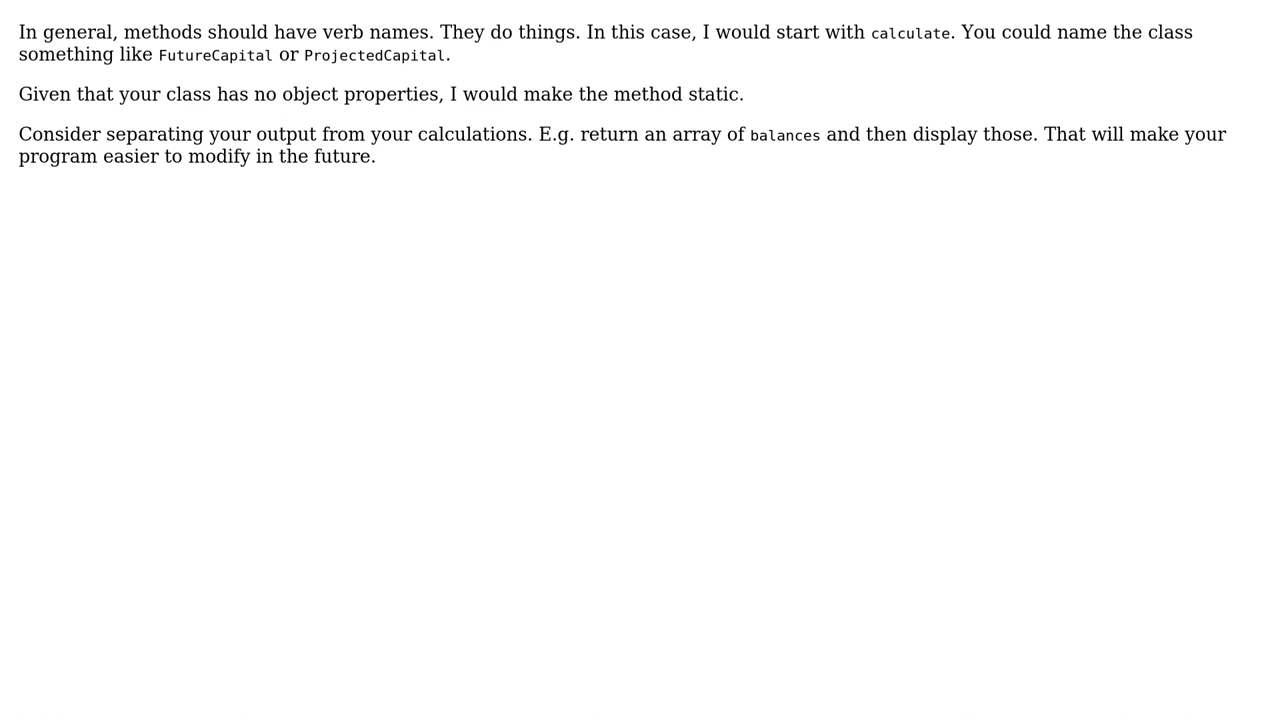 In general, methods should have verb names. They do things. In this case, I would start with calculate. You could name the class
something like FutureCapital or ProjectedCapital.
Given that your class has no object properties, I would make the method static.
Consider separating your output from your calculations. E.g. return an array of balances and then display those. That will make your
program easier to modify in the future.